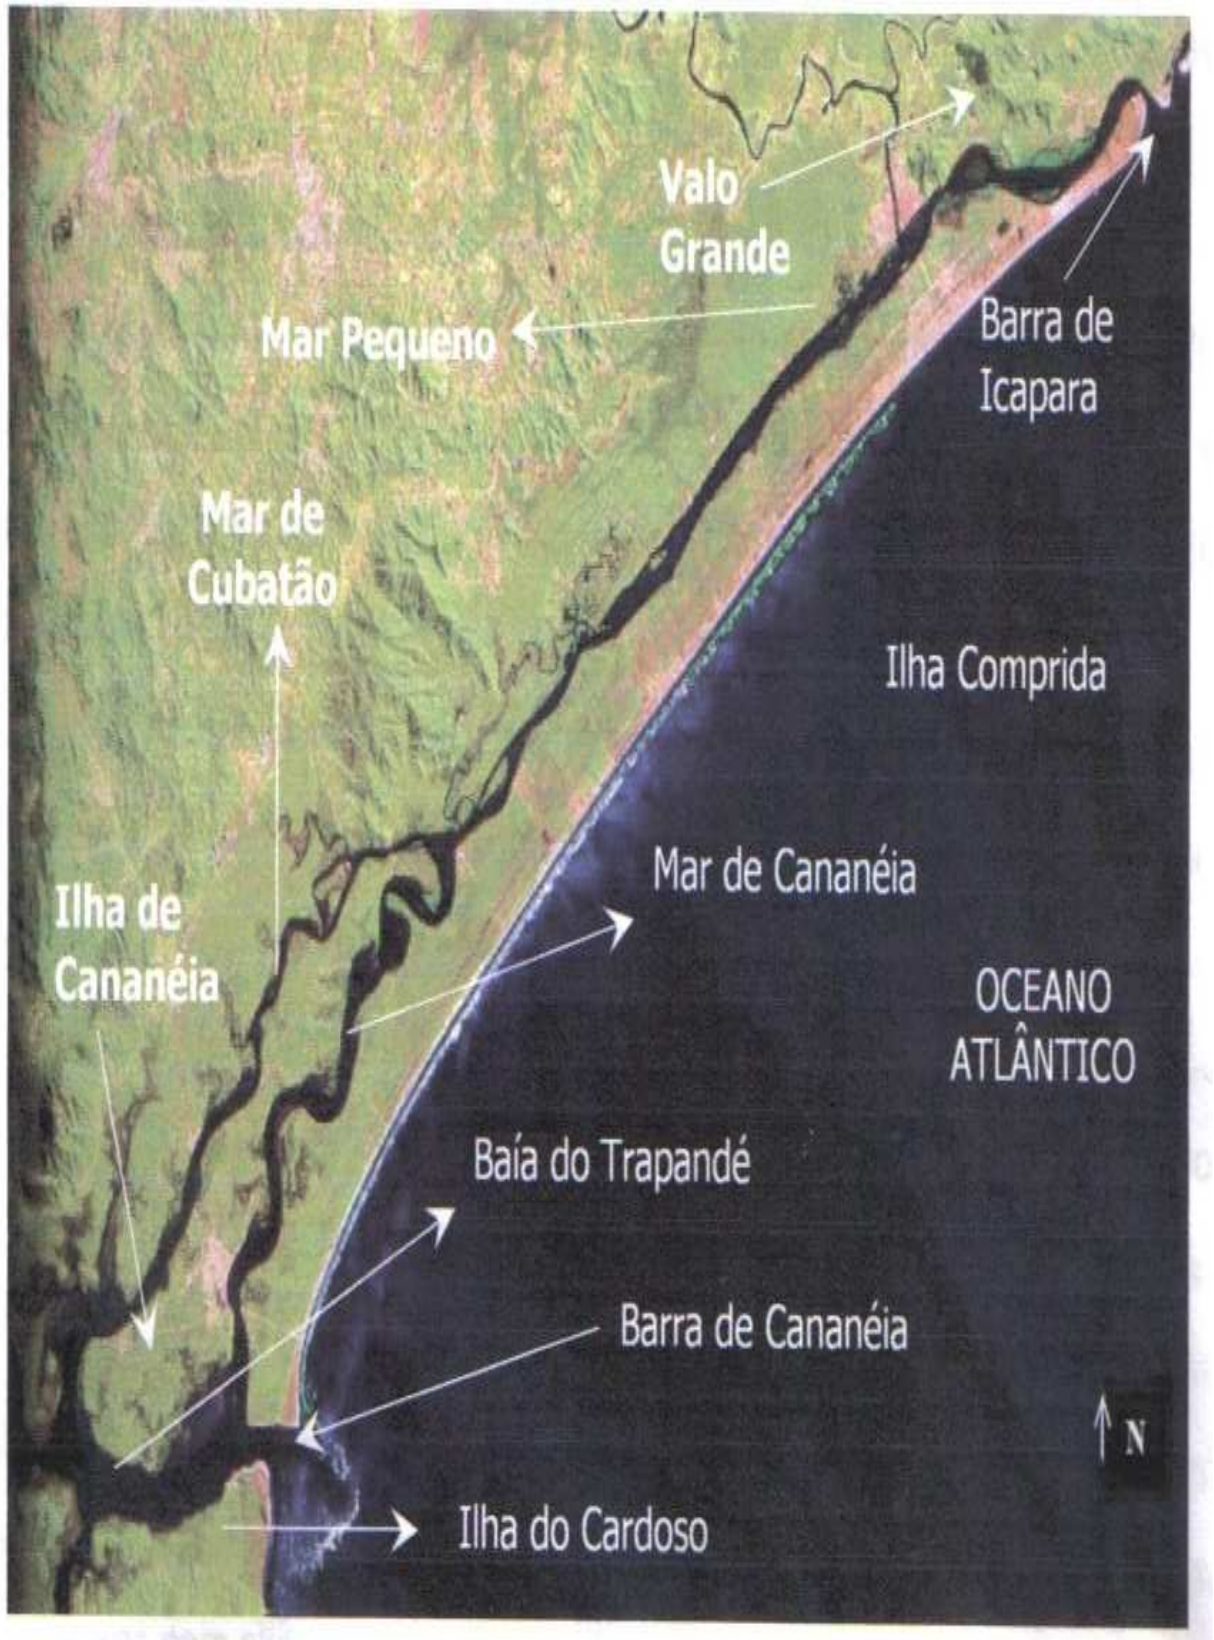 Valo
Grande
Barra de
Icapara
Mar Pequeno
Mar de
Cubatão
Ilha Comprida
Mar de Cananéia
Ilha de
Cananéia
OCEANO
ATLÂNTICO
Baía do Trapandé
Barra de Cananéia
N
Ilha do Cardoso